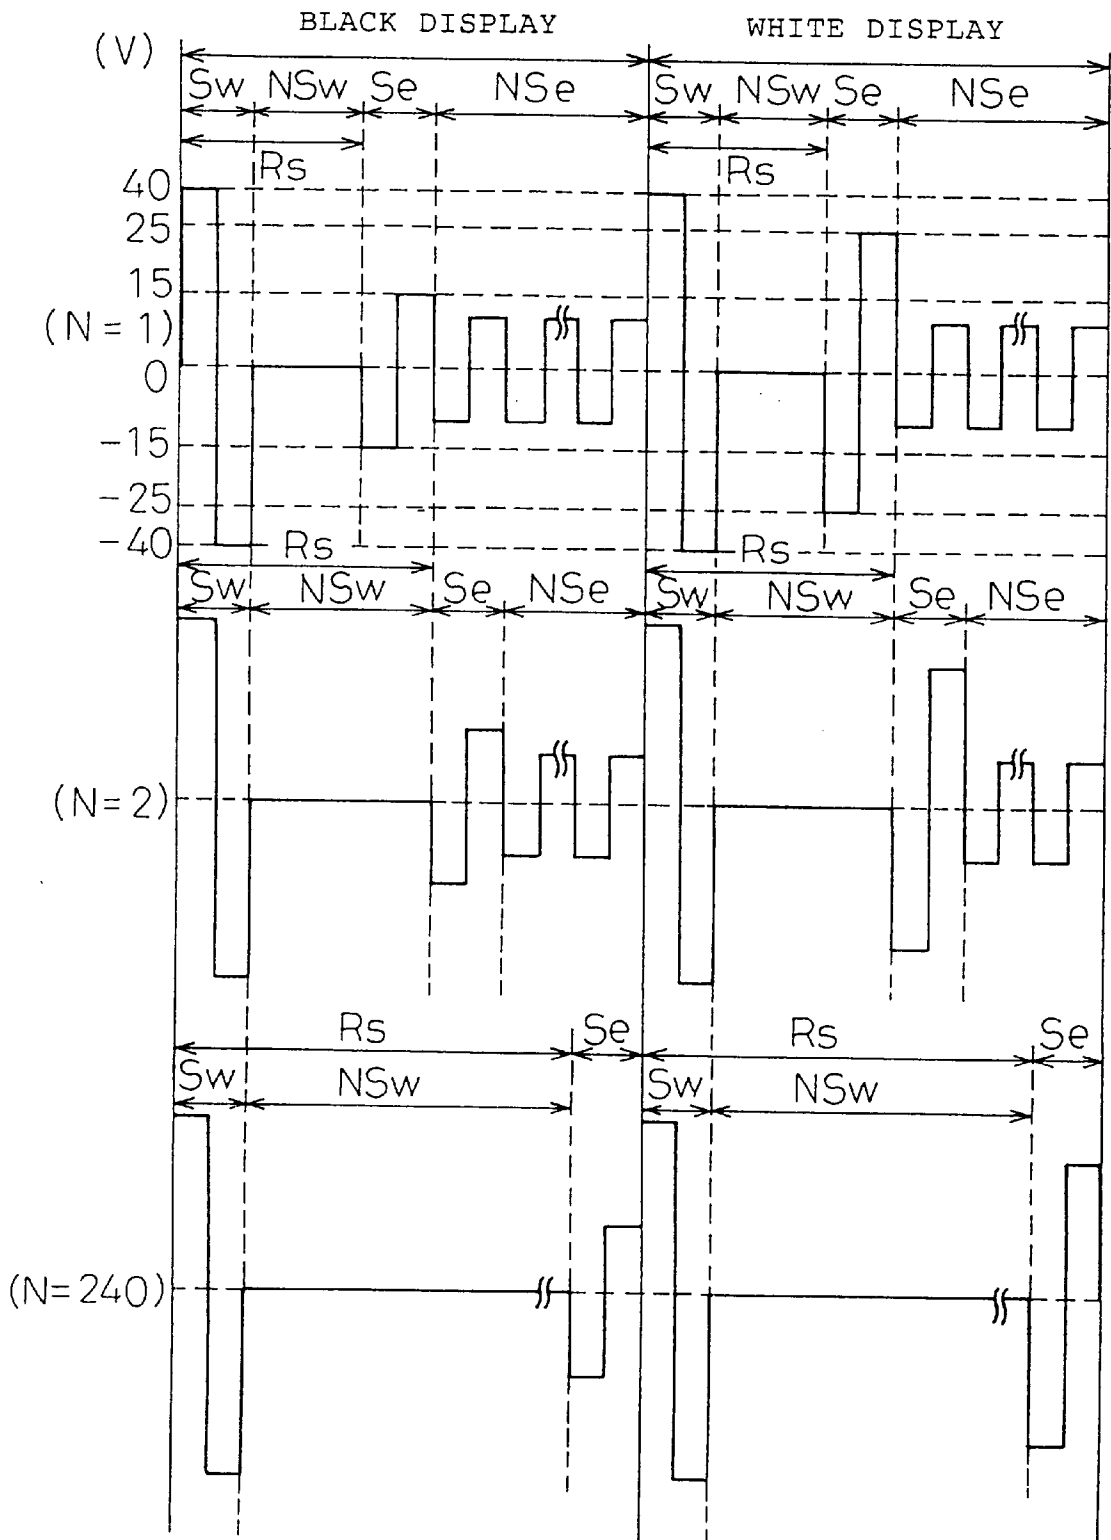 BLACK DISPLAY WHITE DISPLAY
(V)
Sw NSw Se NSe Sw NSw Se NSe
Rs Rs
40
25
15
(N=1)
0
-15
-25
-40
Rs Rs
Sw NSw Se NSe Sw NSw Se NSe
(N=2)
Rs Se Rs Se
Sw NSw Sw NSw
(N=240)